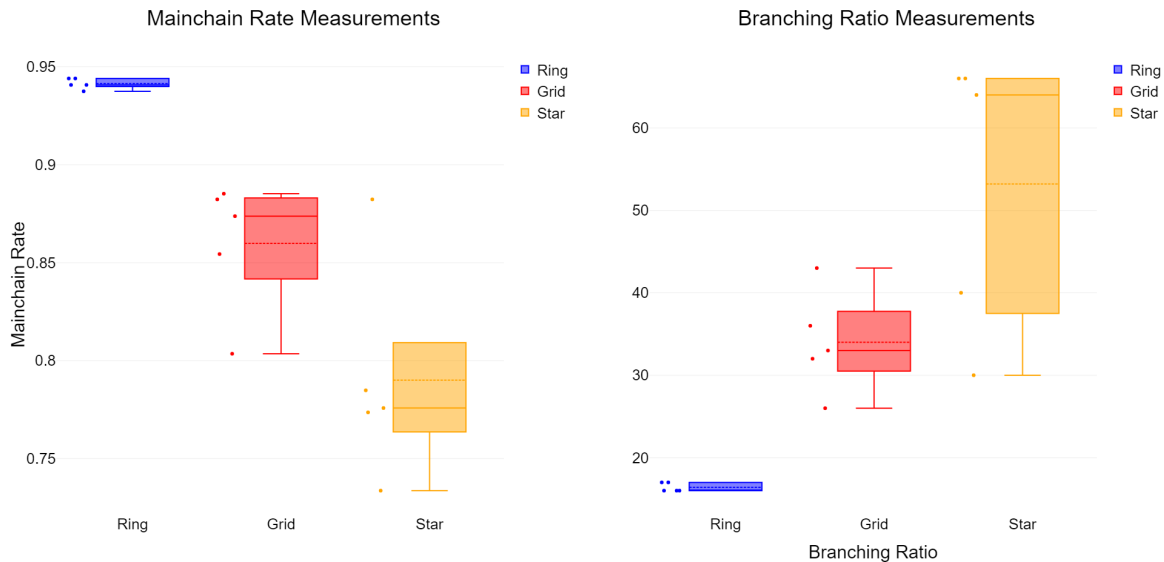 Mainchain Rate Measurements
0.95
0.9
0.85
0.8
0.75
Mainchain Rate
Ring
Grid
Star
Ring
Grid
Star
Branching Ratio Measurements
60
50
40
30
20
Ring
Grid
Star
Branching Ratio
Ring
Grid
Star